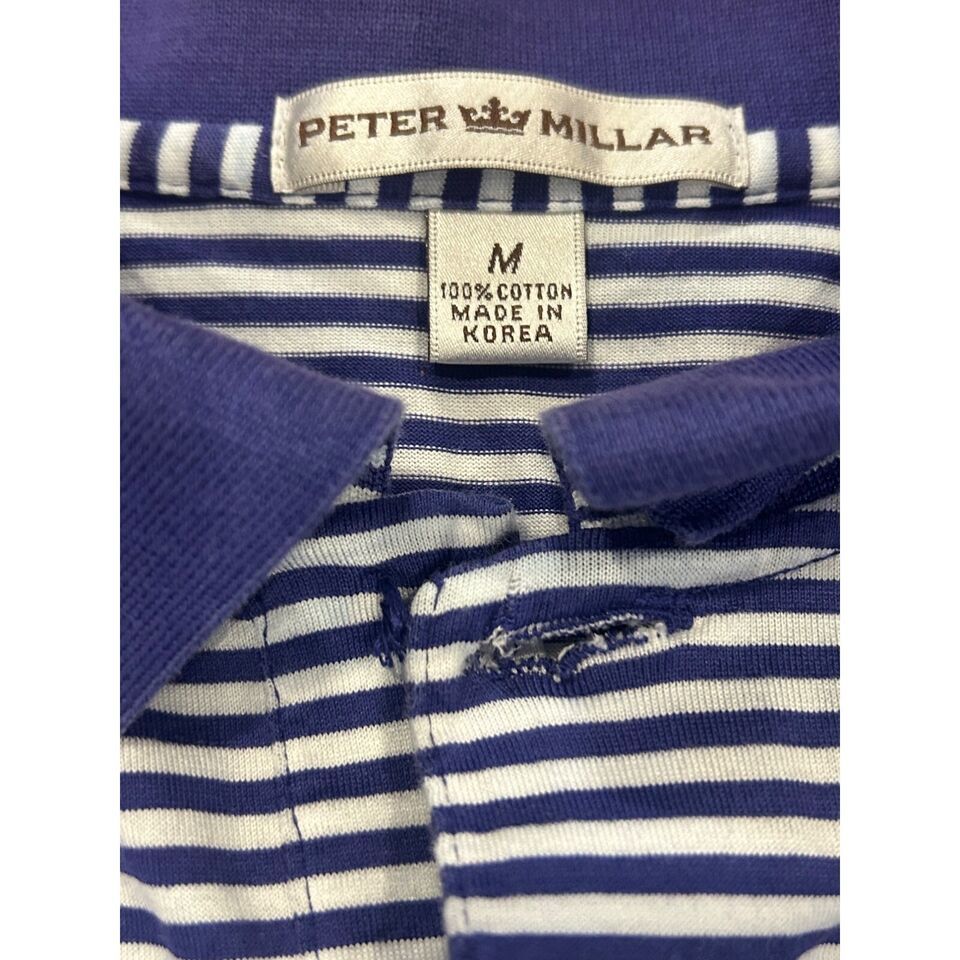 PETER MILLAR
M
100% COTTON
MADE IN
KOREA